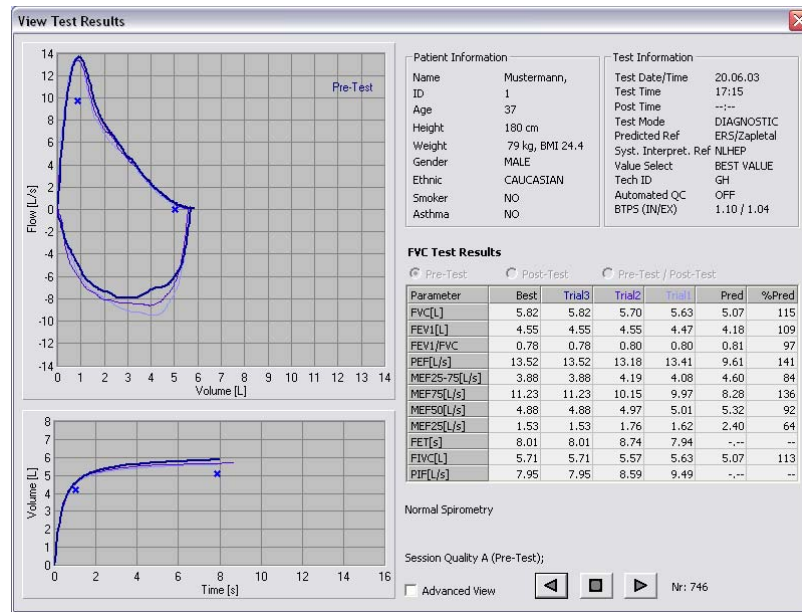 View Test Results
14
12
10
8
6
4
2
0
-2
-4
-6
-8
-10
-12
-14
Flow [L/s]
Pre-Test
0 1 2 3 4 5 6 7 8 9 10 11 12 13 14
Volume [L]
8
7
6
5
4
3
2
1
0
Volume [L]
0 2 4 6 8 10 12 14 16
Time [s]
Patient Information
Name Mustermann,
ID 1
Age 37
Height 180 cm
Weight 79 kg, BMI 24.4
Gender MALE
Ethnic CAUCASIAN
Smoker NO
Asthma NO
Test Information
Test Date/Time 20.06.03
Test Time 17:15
Post Time --:--
Test Mode DIAGNOSTIC
Predicted Ref ERS/Zapletal
Syst. Interpret. Ref NLHEP
Value Select BEST VALUE
Tech ID GH
Automated QC OFF
BTPS (IN/EX) 1.10 / 1.04
FVC Test Results
Pre-Test Post-Test Pre-Test / Post-Test
Parameter Best Trial3 Trial2 Trial1 Pred %Pred
FVC[L] 5.82 5.82 5.70 5.63 5.07 115
FEV1[L] 4.55 4.55 4.55 4.47 4.18 109
FEV1/FVC 0.78 0.78 0.80 0.80 0.81 97
PEF[L/s] 13.52 13.52 13.18 13.41 9.61 141
MEF25-75[L/s] 3.88 3.88 4.19 4.08 4.60 84
MEF75[L/s] 11.23 11.23 10.15 9.97 8.28 136
MEF50[L/s] 4.88 4.88 4.97 5.01 5.32 92
MEF25[L/s] 1.53 1.53 1.76 1.62 2.40 64
FET[s] 8.01 8.01 8.74 7.94 -.-- --
FIVC[L] 5.71 5.71 5.57 5.63 5.07 113
PIF[L/s] 7.95 7.95 8.59 9.49 -.-- --
Normal Spirometry
Session Quality A (Pre-Test);
Advanced View
Nr: 746